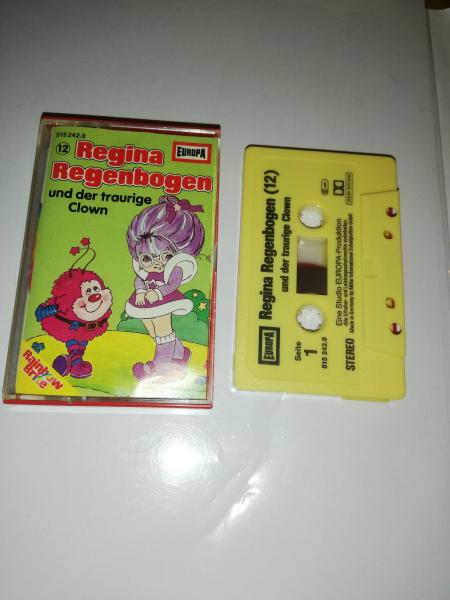 515 242.9
12 Regina
EUROPA
Regenbogen
und der traurige
Clown
Rainbow
Brite
Regina Regenbogen (12)
und der traurige Clown
EUROPA
Seite
1
515 242.9
Eine Studio EUROPA-Produktion
STEREO